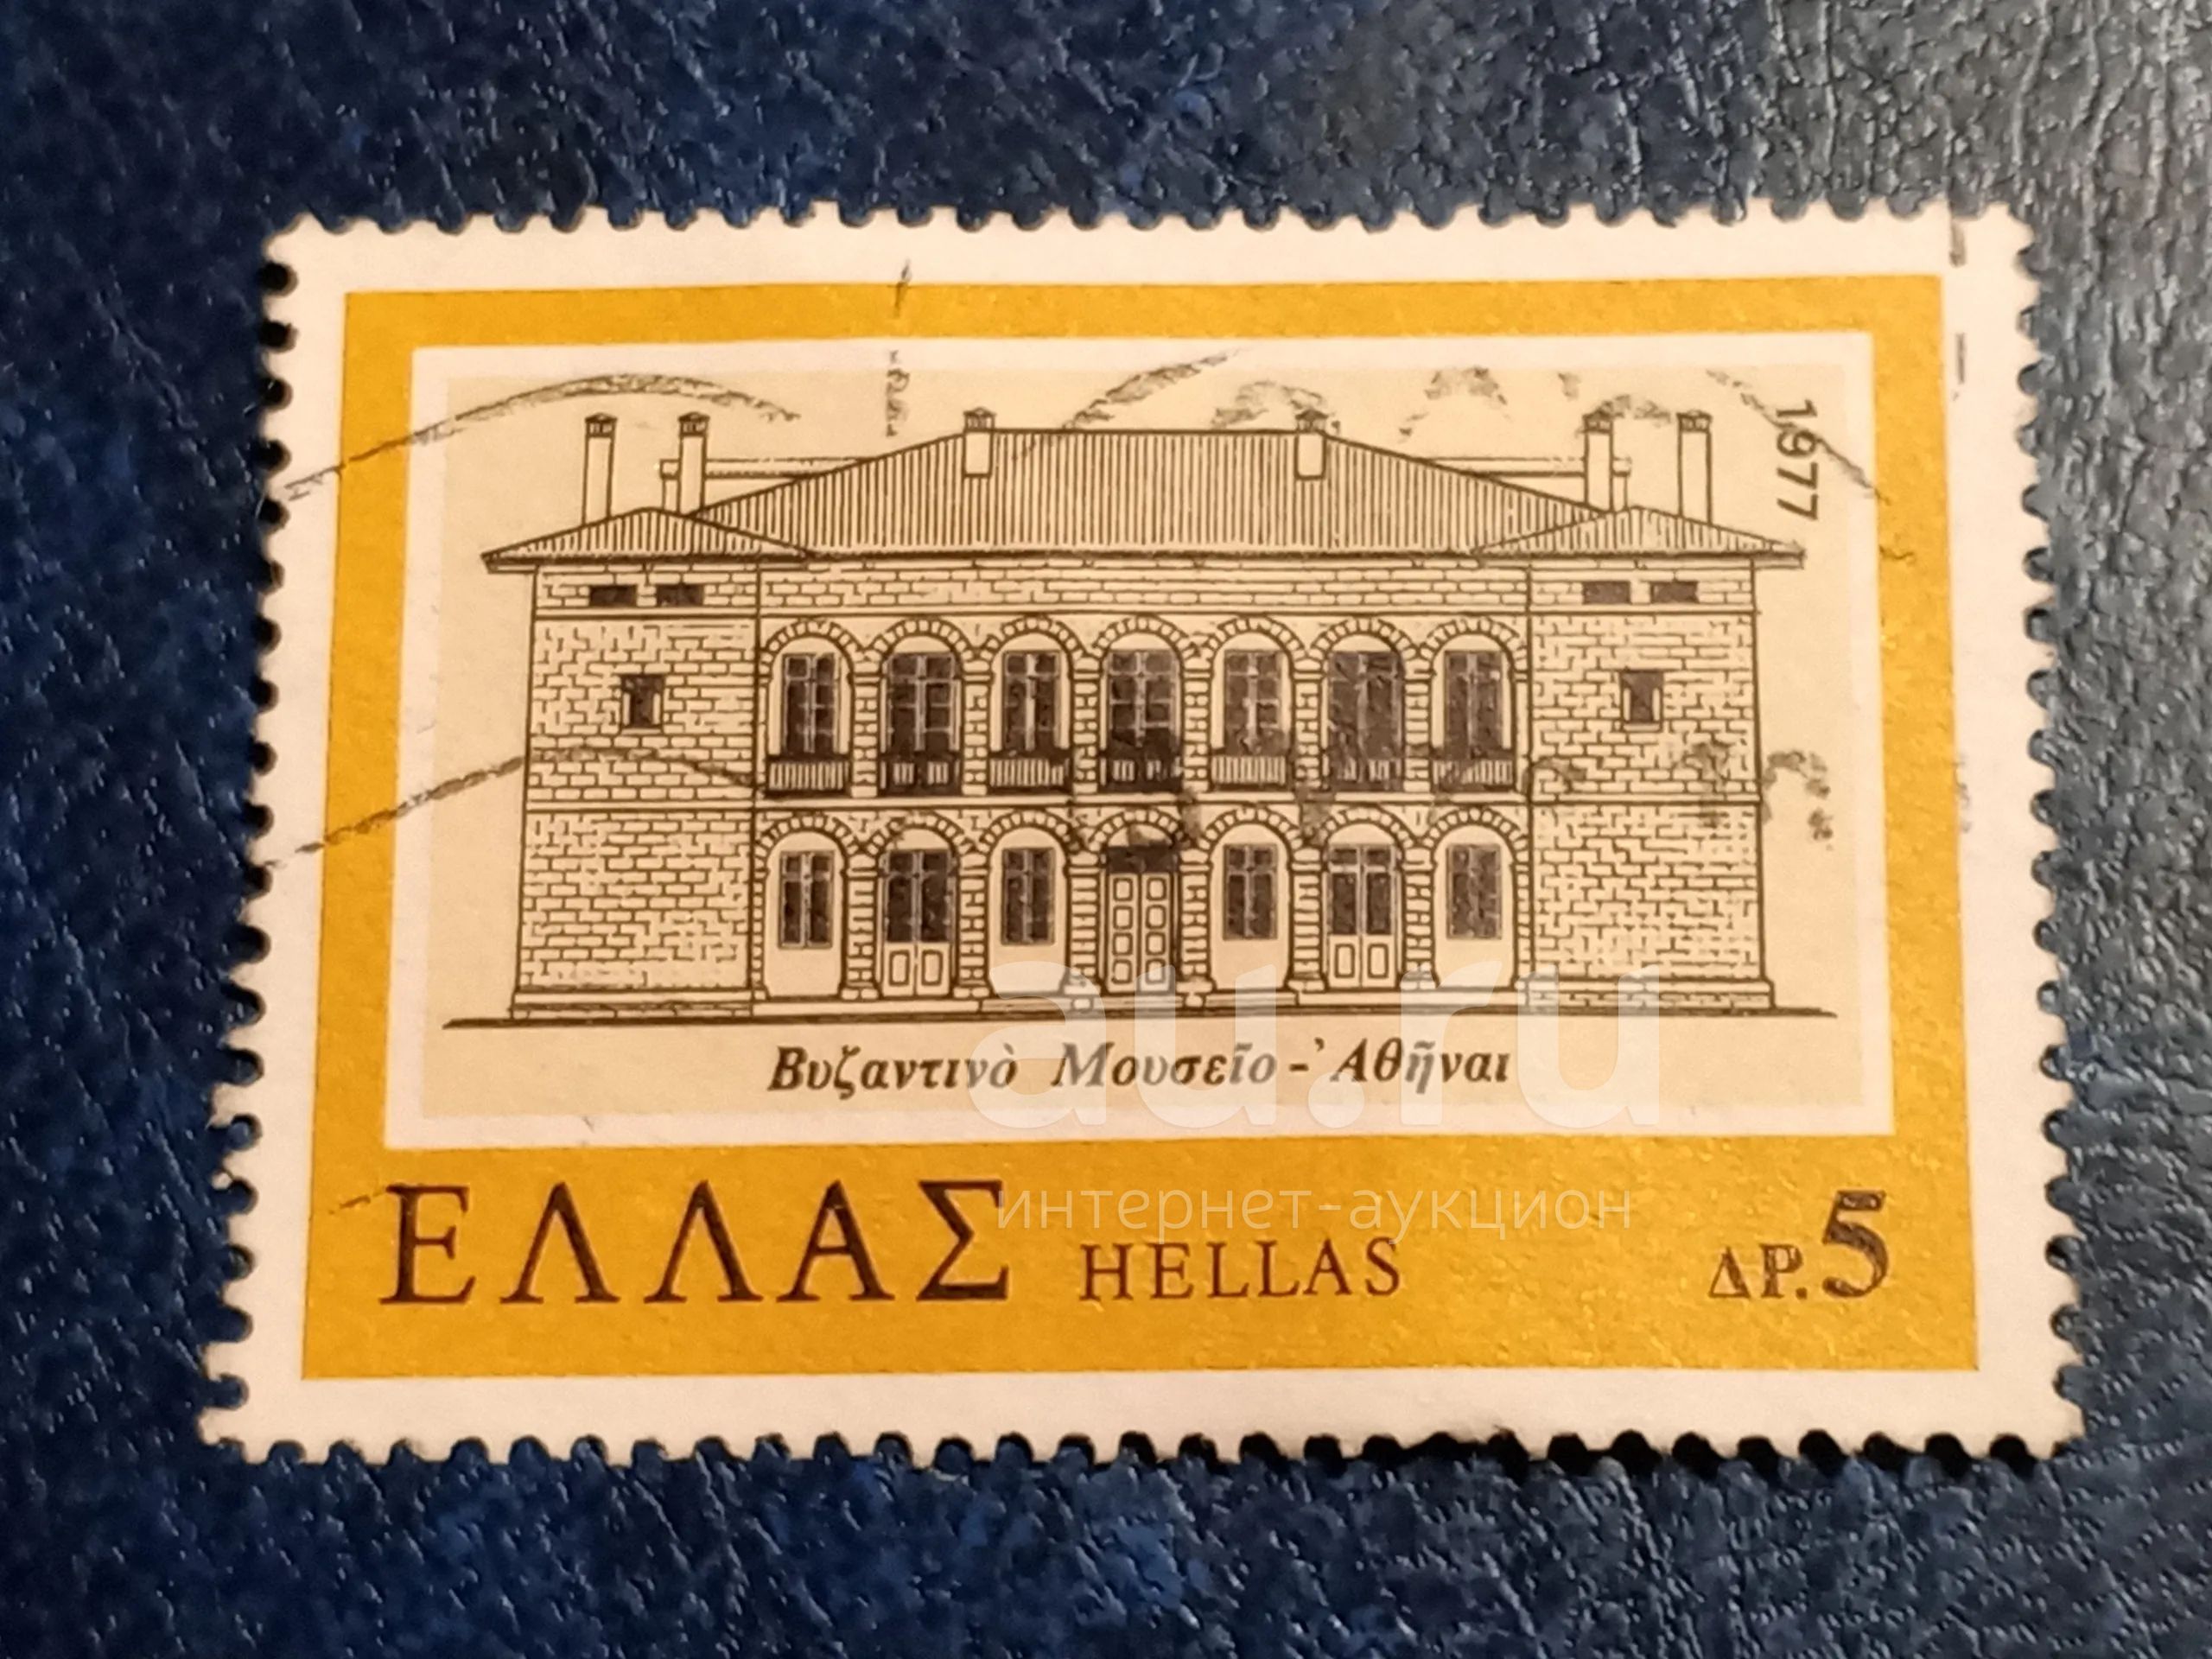 1977
Βυζαντινὸ Μουσεῖο - Ἀθῆναι
au.ru
интернет-аукцион
ΕΛΛΑΣ HELLAS ΔΡ. 5